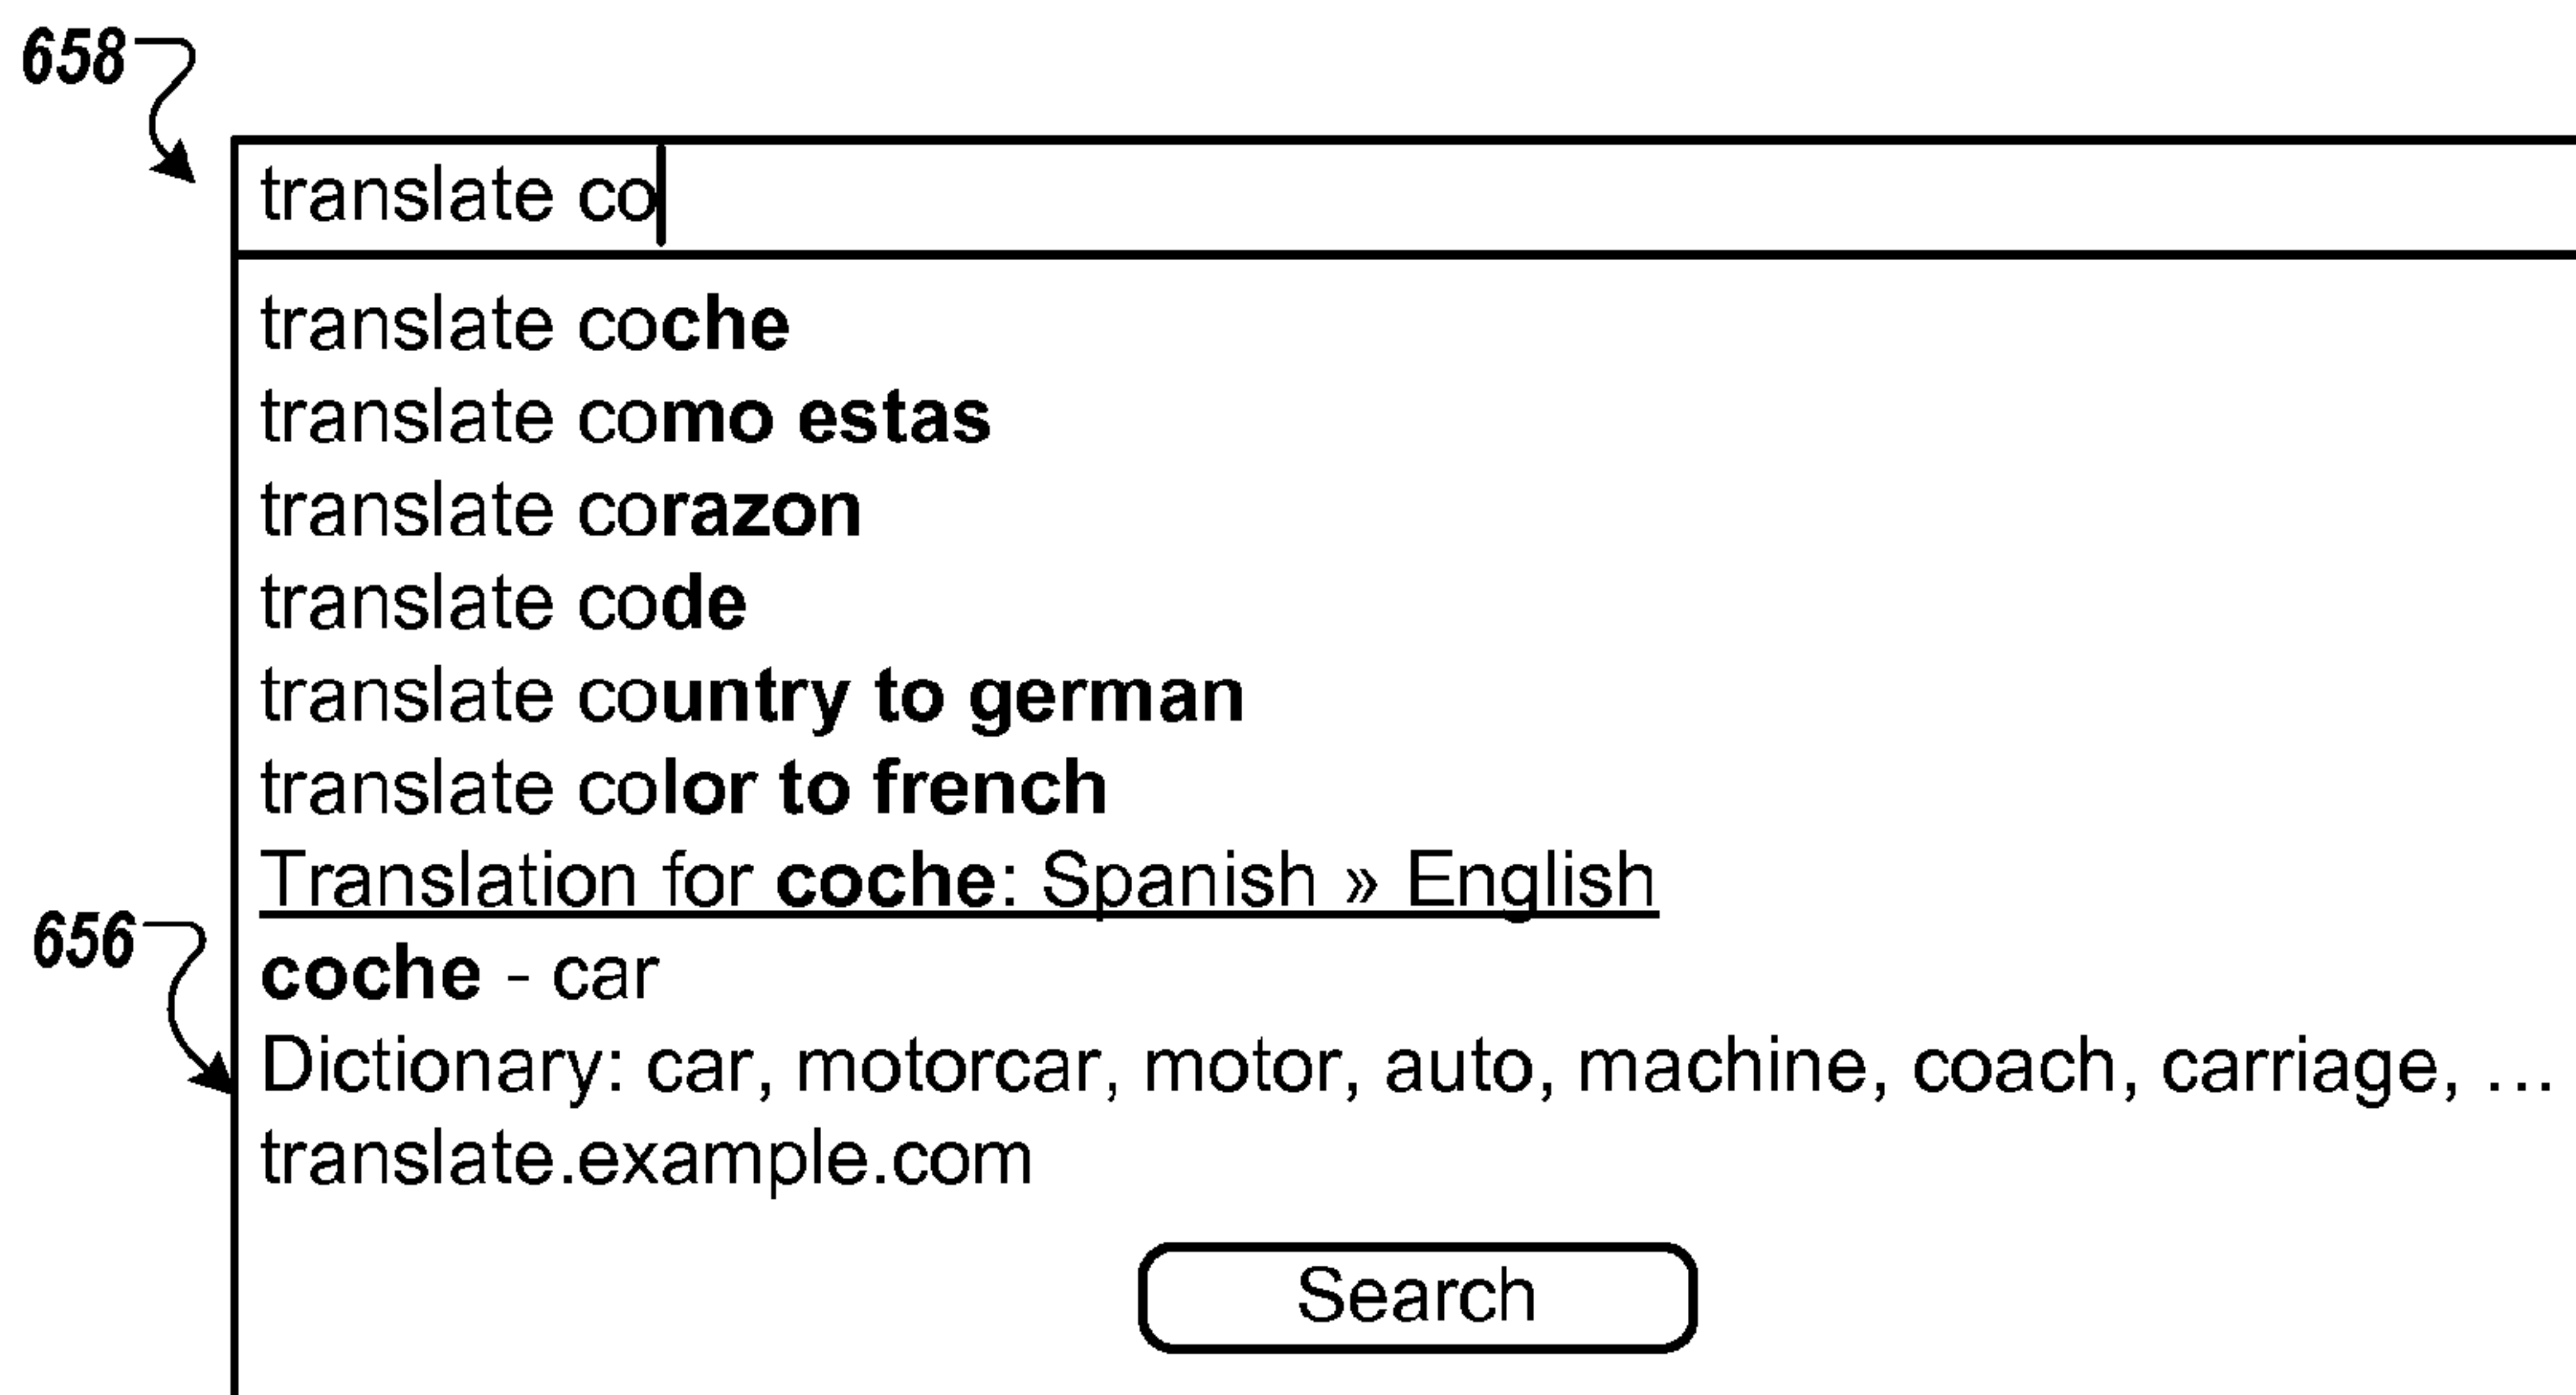 658
translate co
translate coche
translate como estas
translate corazon
translate code
translate country to german
translate color to french
Translation for coche: Spanish » English
656
coche - car
Dictionary: car, motorcar, motor, auto, machine, coach, carriage, ...
translate.example.com
Search